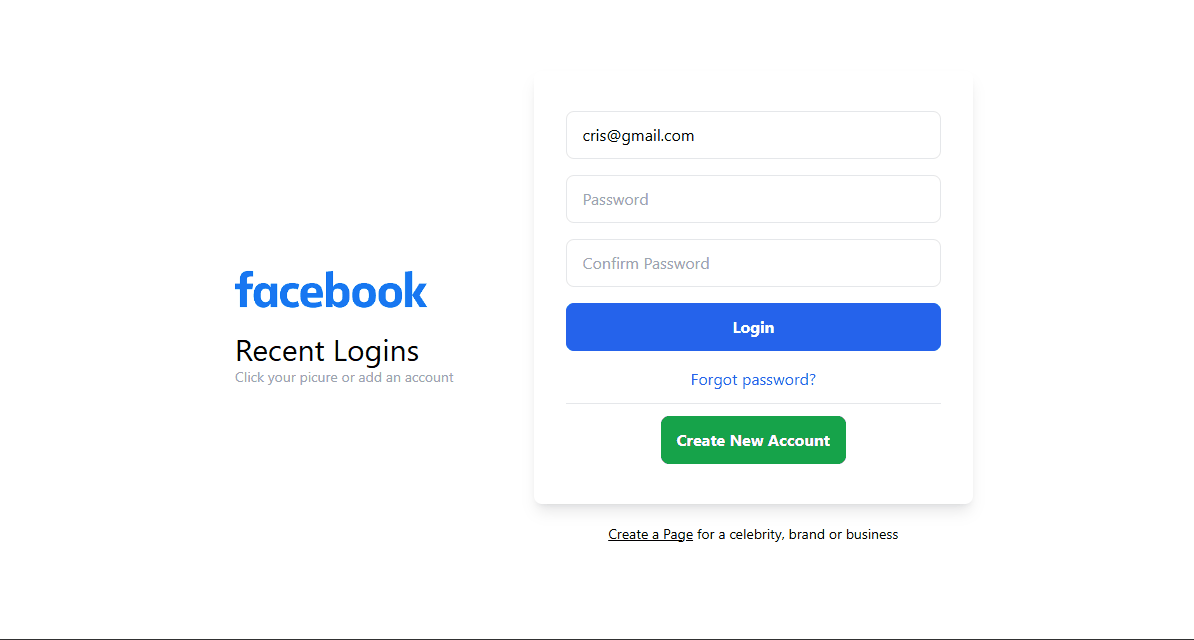 facebook
Recent Logins
Click your picure or add an account
cris@gmail.com
Password
Confirm Password
Login
Forgot password?
Create New Account
Create a Page for a celebrity, brand or business